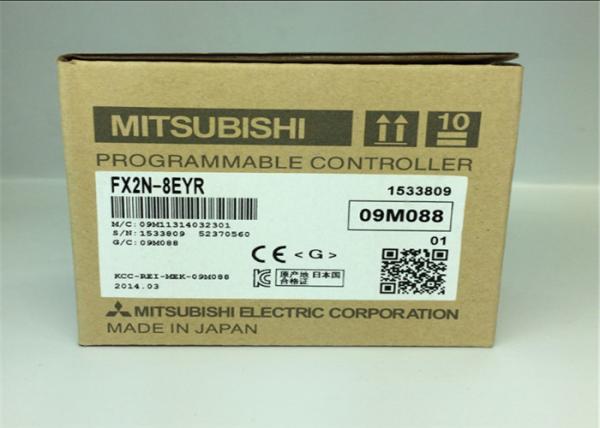 MITSUBISHI
10
PROGRAMMABLE CONTROLLER
FX2N-8EYR
1533809
M/C: 09M11314032301
S/N: 1533809 52370560
G/C: 09M088
09M088
01
CE <G>
KCC-REI-MEK-09M088
2014.03
原产地 日本国
合格证
MITSUBISHI ELECTRIC CORPORATION
MADE IN JAPAN